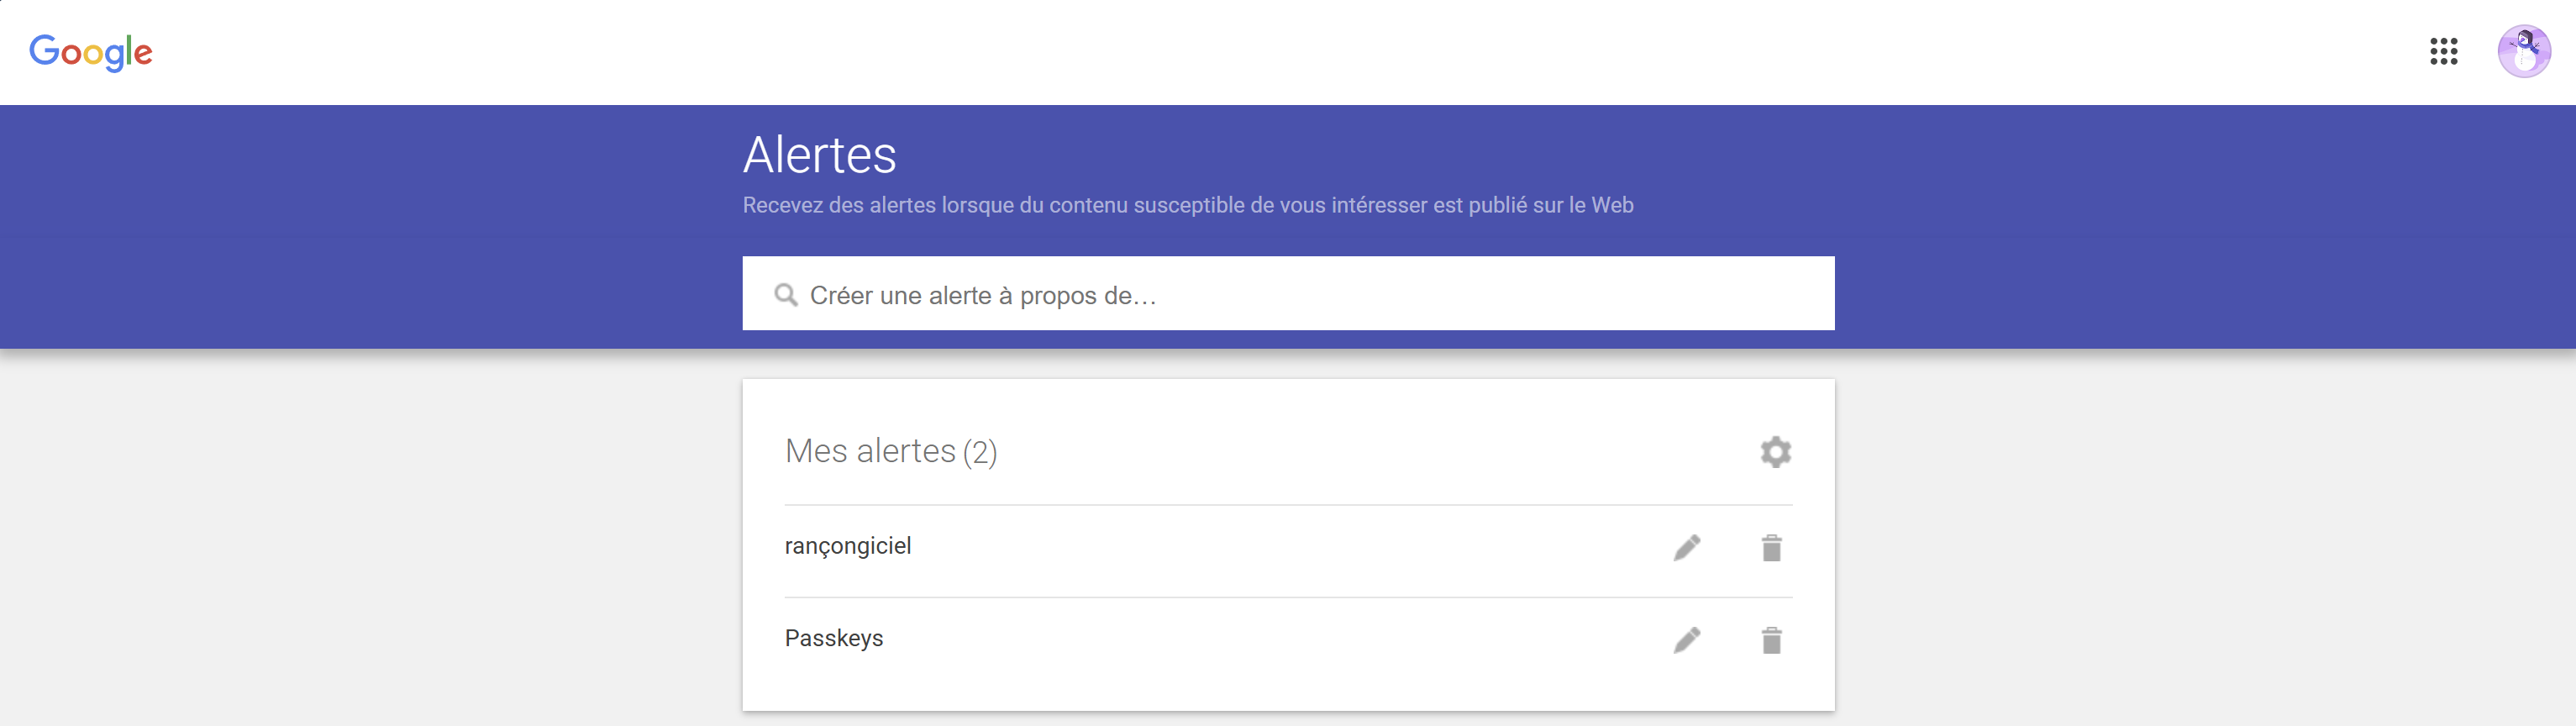 Google
Alertes
Recevez des alertes lorsque du contenu susceptible de vous intéresser est publié sur le Web
Créer une alerte à propos de…
Mes alertes (2)
rançongiciel
Passkeys